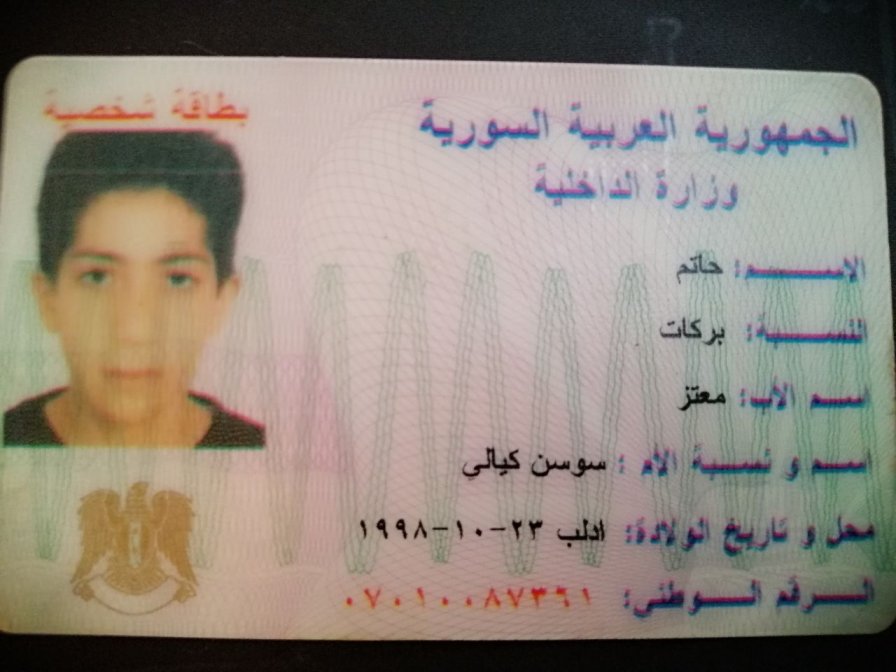 بطاقة شخصية
الجمهورية العربية السورية
وزارة الداخلية
الاسم: حاتم
النسبة: بركات
اسم الأب: معتز
اسم و نسبة الأم : سوسن كيالي
محل و تاريخ الولادة: ادلب ٢٣-١٠-١٩٩٨
الرقم الوطني: ٠٧٠١٠٠٨٧٣٦١